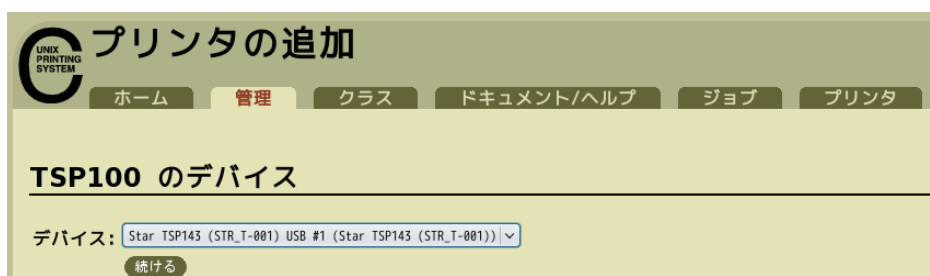 UNIX
PRINTING
SYSTEM
プリンタの追加
ホーム 管理 クラス ドキュメント/ヘルプ ジョブ プリンタ
TSP100 のデバイス
デバイス: Star TSP143 (STR_T-001) USB #1 (Star TSP143 (STR_T-001))
続ける